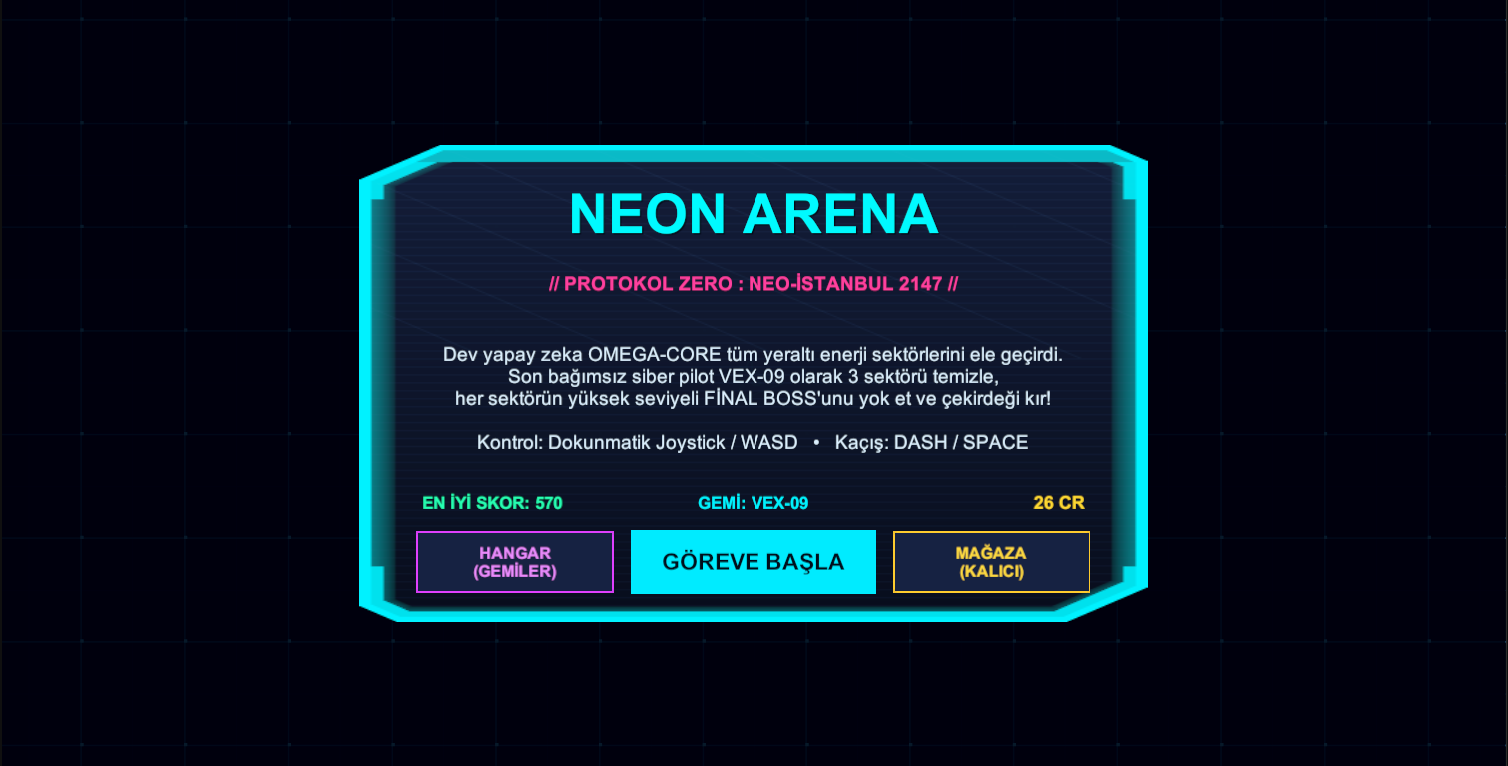 NEON ARENA
// PROTOKOL ZERO : NEO-İSTANBUL 2147 //
Dev yapay zeka OMEGA-CORE tüm yeraltı enerji sektörlerini ele geçirdi.
Son bağımsız siber pilot VEX-09 olarak 3 sektörü temizle,
her sektörün yüksek seviyeli FİNAL BOSS'unu yok et ve çekirdeği kır!
Kontrol: Dokunmatik Joystick / WASD • Kaçış: DASH / SPACE
EN İYİ SKOR: 570
GEMİ: VEX-09
26 CR
HANGAR
(GEMİLER)
GÖREVE BAŞLA
MAĞAZA
(KALICI)